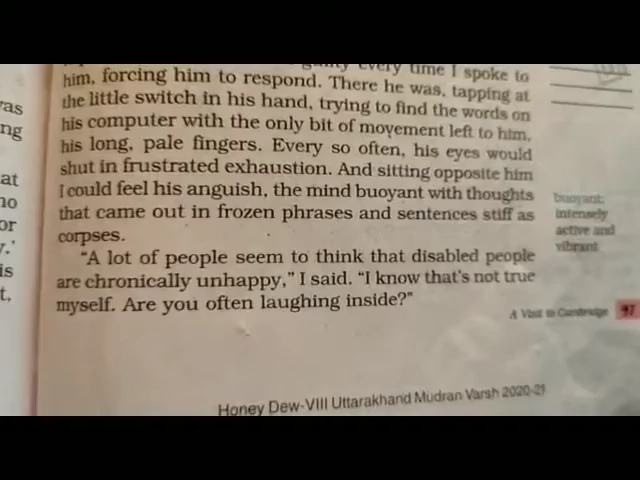 every time I spoke to
him, forcing him to respond. There he was, tapping at
the little switch in his hand, trying to find the words on
his computer with the only bit of movement left to him,
his long, pale fingers. Every so often, his eyes would
shut in frustrated exhaustion. And sitting opposite him
I could feel his anguish, the mind buoyant with thoughts
that came out in frozen phrases and sentences stiff as
corpses.
“A lot of people seem to think that disabled people
are chronically unhappy,” I said. “I know that's not true
myself. Are you often laughing inside?”
buoyant:
intensely
active and
vibrant
A Visit to Cambridge 97
Honey Dew-VIII Uttarakhand Mudran Varsh 2020-21
ng
at
or
y.'
is
t,